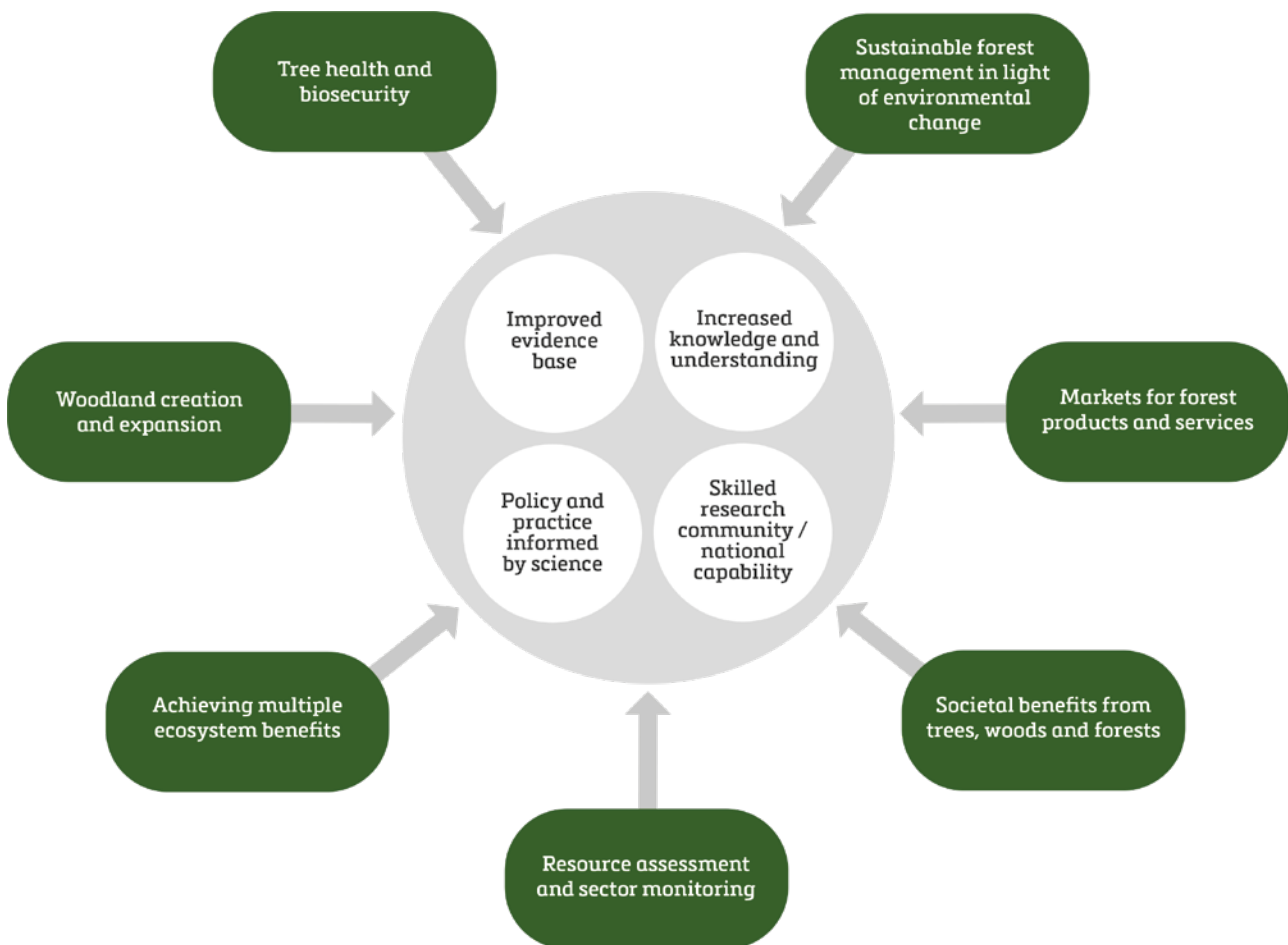 Tree health and
biosecurity
Sustainable forest
management in light
of environmental
change
Improved
evidence
base
Increased
knowledge and
understanding
Woodland creation
and expansion
Markets for forest
products and services
Policy and
practice
informed
by science
Skilled
research
community /
national
capability
Achieving multiple
ecosystem benefits
Societal benefits from
trees, woods and forests
Resource assessment
and sector monitoring